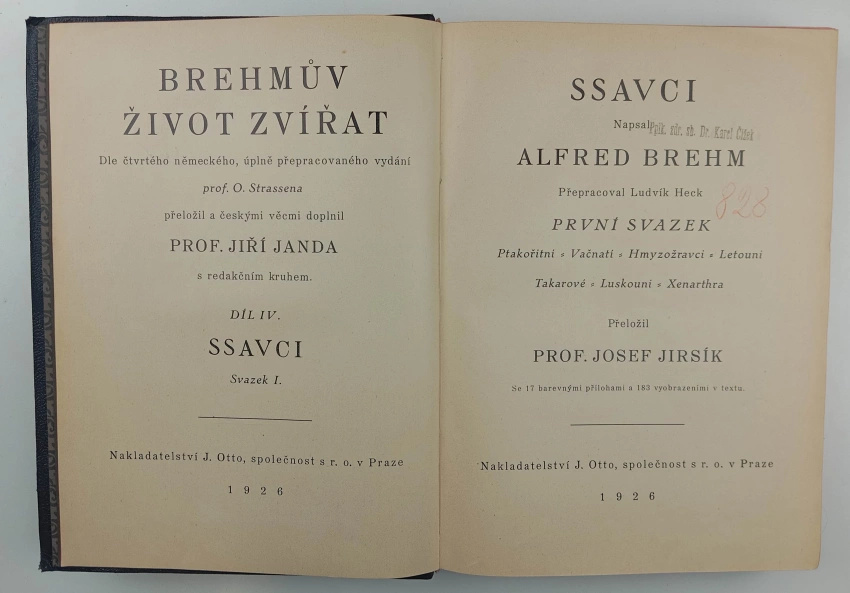 BREHMŮV
ŽIVOT ZVÍŘAT
Dle čtvrtého německého, úplně přepracovaného vydání
prof. O. Strassena
přeložil a českými věcmi doplnil
PROF. JIŘÍ JANDA
s redakčním kruhem.
DÍL IV.
SSAVCI
Svazek I.
Nakladatelství J. Otto, společnost s r. o. v Praze
1926
SSAVCI
Napsal
Dr. Karel Čížek
ALFRED BREHM
Přepracoval Ludvík Heck
828
PRVNÍ SVAZEK
Ptakořitní * Vačnatí * Hmyzožravci * Letouni
Takarové * Luskouni * Xenarthra
Přeložil
PROF. JOSEF JIRSÍK
Se 17 barevnými přílohami a 183 vyobrazeními v textu.
Nakladatelství J. Otto, společnost s r. o. v Praze
1926